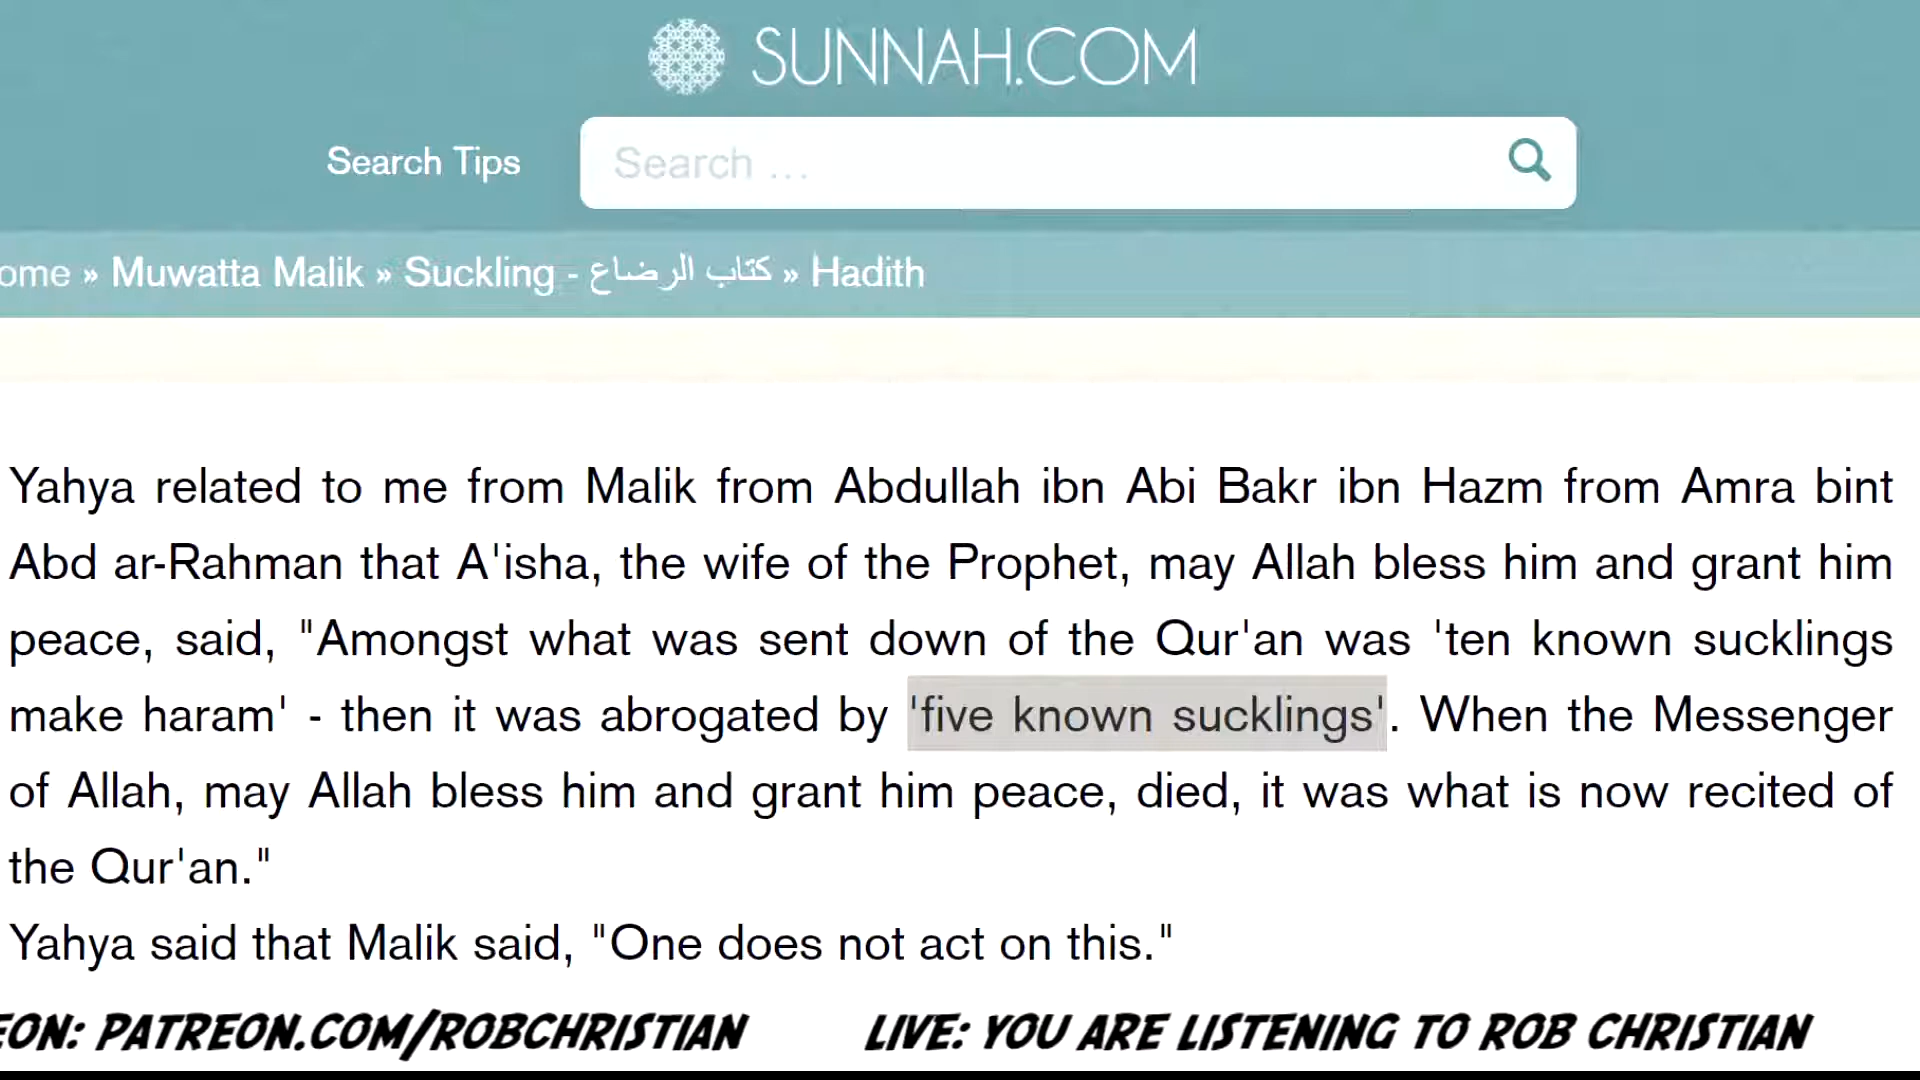 SUNNAH.COM
Search Tips
Search ...
ome » Muwatta Malik » Suckling - كتاب الرضاع » Hadith
Yahya related to me from Malik from Abdullah ibn Abi Bakr ibn Hazm from Amra bint
Abd ar-Rahman that A'isha, the wife of the Prophet, may Allah bless him and grant him
peace, said, "Amongst what was sent down of the Qur'an was 'ten known sucklings
make haram' - then it was abrogated by 'five known sucklings'. When the Messenger
of Allah, may Allah bless him and grant him peace, died, it was what is now recited of
the Qur'an."
Yahya said that Malik said, "One does not act on this."
EON: PATREON.COM/ROBCHRISTIAN LIVE: YOU ARE LISTENING TO ROB CHRISTIAN